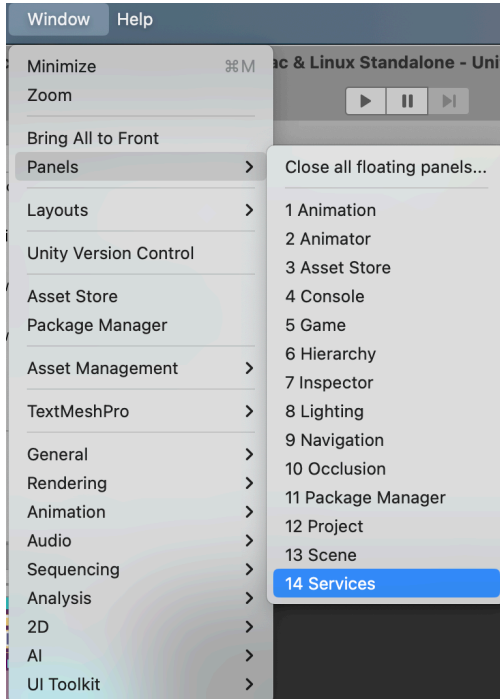 Window Help
ac & Linux Standalone - Uni
Minimize ⌘M
Zoom
Bring All to Front
Panels
Layouts
Unity Version Control
Asset Store
Package Manager
Asset Management
TextMeshPro
General
Rendering
Animation
Audio
Sequencing
Analysis
2D
AI
UI Toolkit
Close all floating panels...
1 Animation
2 Animator
3 Asset Store
4 Console
5 Game
6 Hierarchy
7 Inspector
8 Lighting
9 Navigation
10 Occlusion
11 Package Manager
12 Project
13 Scene
14 Services